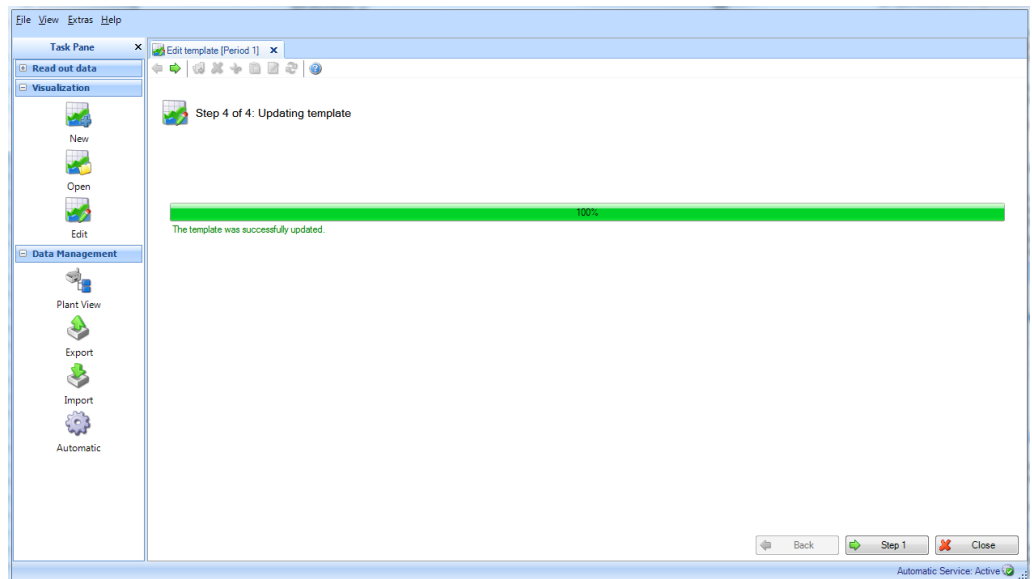 File View Extras Help
Task Pane
Edit template [Period 1]
Read out data
Visualization
Step 4 of 4: Updating template
New
Open
100%
The template was successfully updated.
Edit
Data Management
Plant View
Export
Import
Automatic
Back
Step 1
Close
Automatic Service: Active